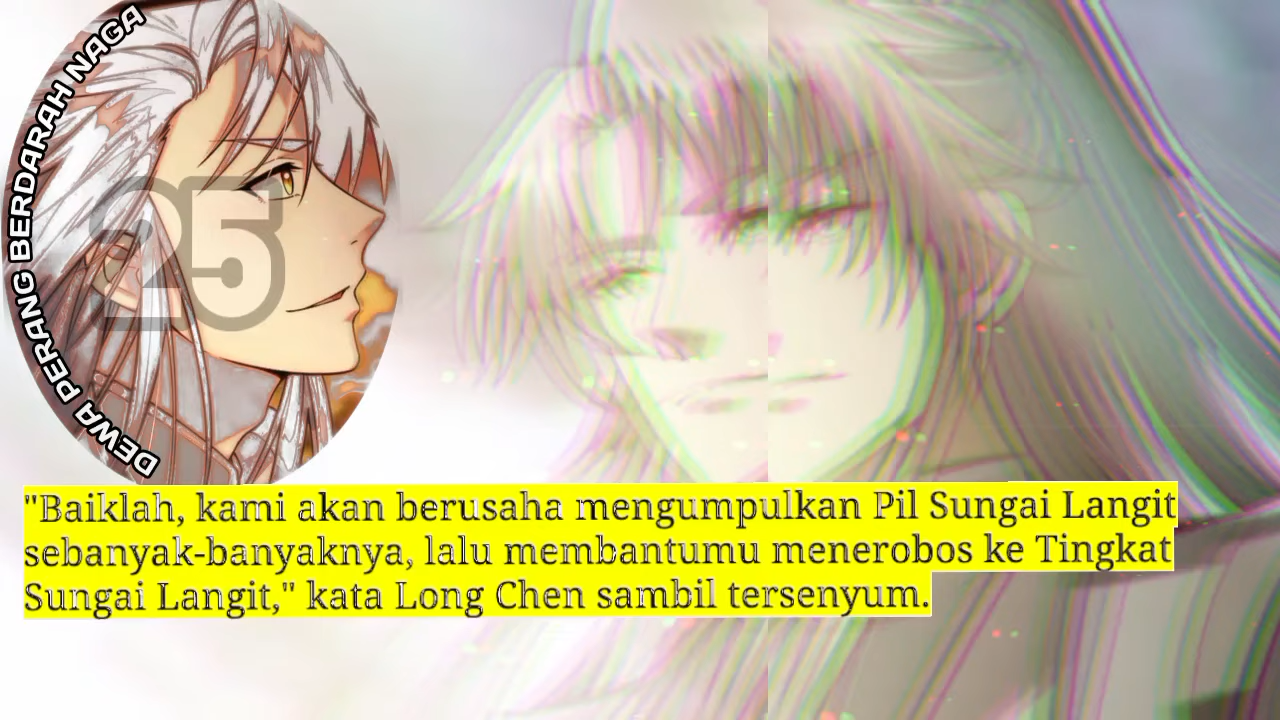 DEWA PERANG BERDARAH NAGA
25
"Baiklah, kami akan berusaha mengumpulkan Pil Sungai Langit
sebanyak-banyaknya, lalu membantumu menerobos ke Tingkat
Sungai Langit," kata Long Chen sambil tersenyum.